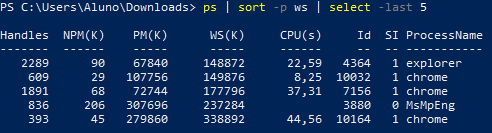 PS C:\Users\Aluno\Downloads> ps | sort -p ws | select -last 5
Handles NPM(K) PM(K) WS(K) CPU(s) Id SI ProcessName
------- ------ ----- ----- ------ -- -- -----------
2289 90 67840 148872 22,59 4364 1 explorer
609 29 107756 149876 8,25 10032 1 chrome
1891 68 72744 177796 37,31 7156 1 chrome
836 206 307696 237284 3880 0 MsMpEng
393 45 279860 338892 44,56 10164 1 chrome